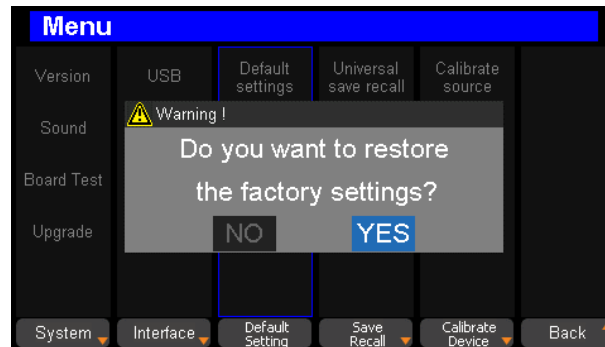 Menu
Version
USB
Default
settings
Universal
save recall
Calibrate
source
Sound
Board Test
Upgrade
Warning !
Do you want to restore
the factory settings?
NO
YES
System
Interface
Default
Setting
Save
Recall
Calibrate
Device
Back